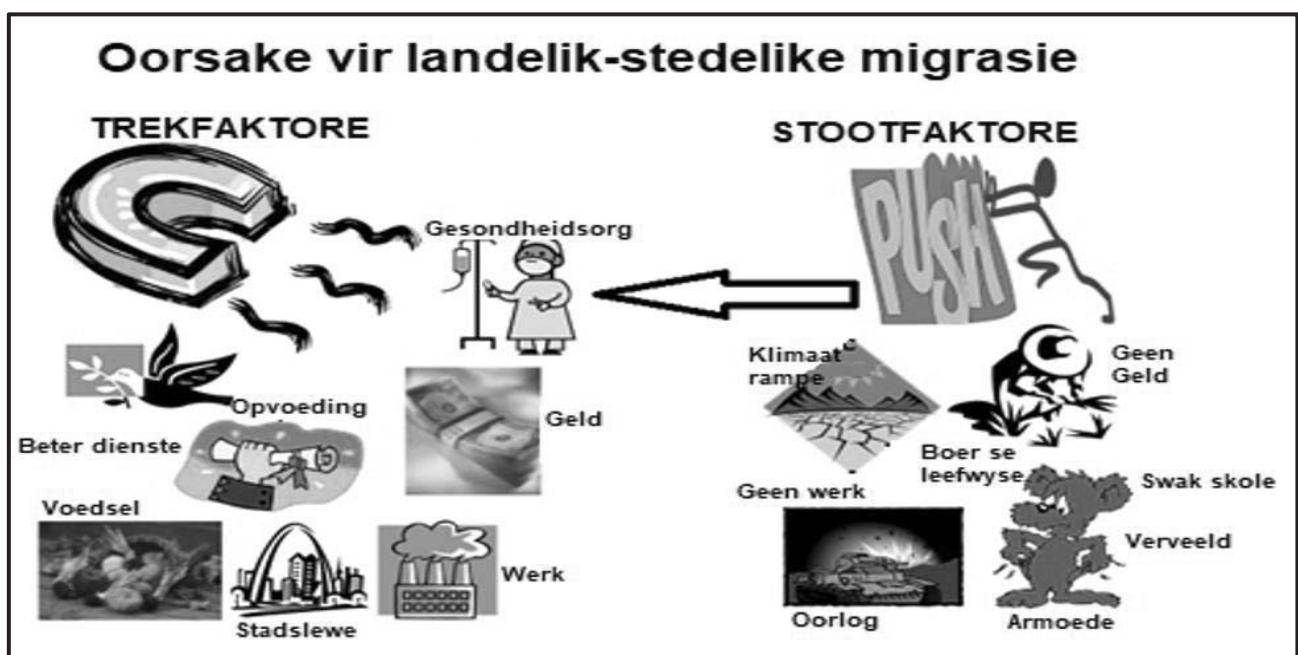 Oorsake vir landelik-stedelike migrasie
TREKFAKTORE
Gesondheidsorg
Opvoeding
Beter dienste
Geld
Voedsel
Stadslewe
Werk
STOOTFAKTORE
PUSH
Klimaat
rampe
Geen
Geld
Boer se
leefwyse
Geen werk
Swak skole
Verveeld
Oorlog
Armoede